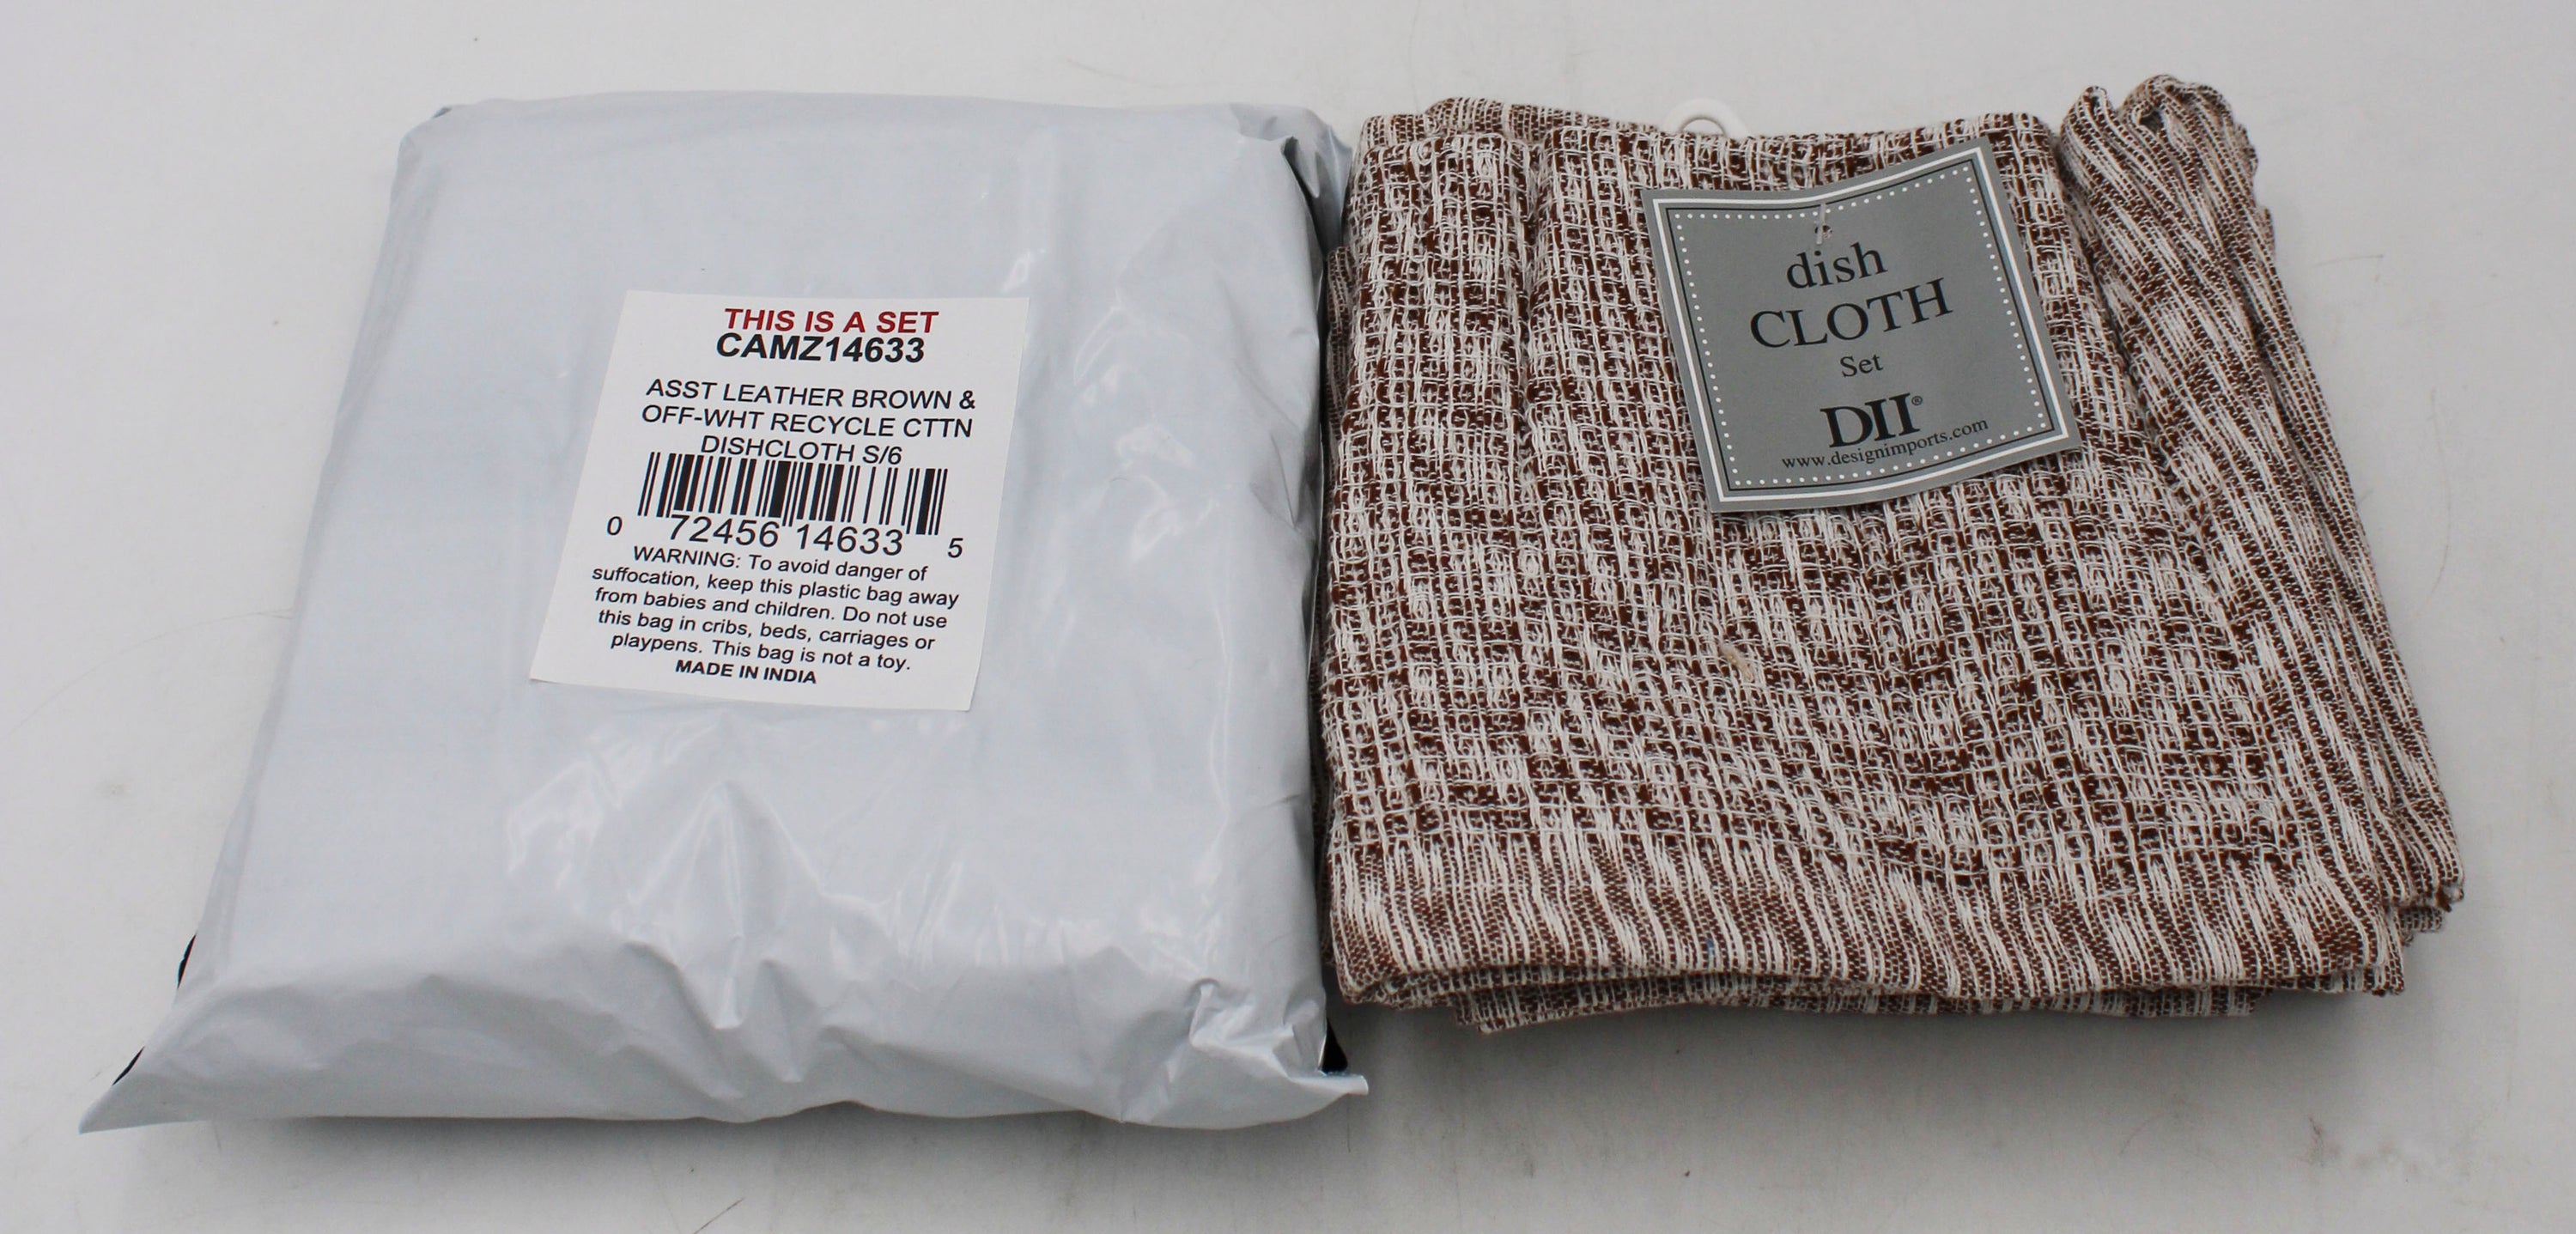 THIS IS A SET
CAMZ14633
ASST LEATHER BROWN &
OFF-WHT RECYCLE CTTN
DISHCLOTH S/6
0 72456 14633 5
WARNING: To avoid danger of
suffocation, keep this plastic bag away
from babies and children. Do not use
this bag in cribs, beds, carriages or
playpens. This bag is not a toy.
MADE IN INDIA
dish
CLOTH
Set
DII®
www.designimports.com